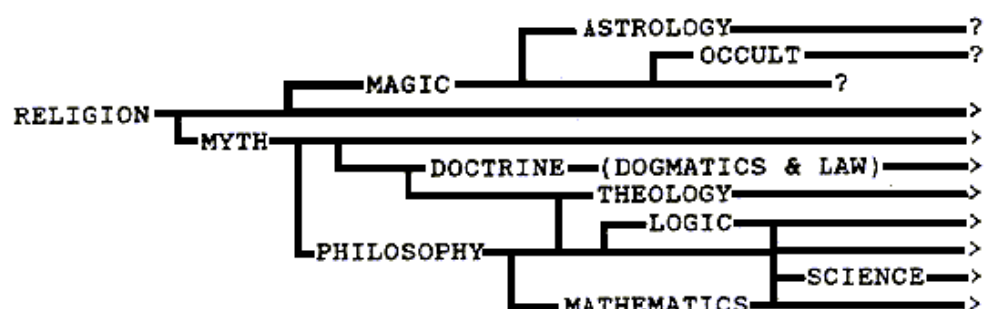 ASTROLOGY ?
OCCULT ?
MAGIC ?
RELIGION >
MYTH >
DOCTRINE (DOGMATICS & LAW) >
THEOLOGY >
LOGIC >
PHILOSOPHY >
SCIENCE >
MATHEMATICS >